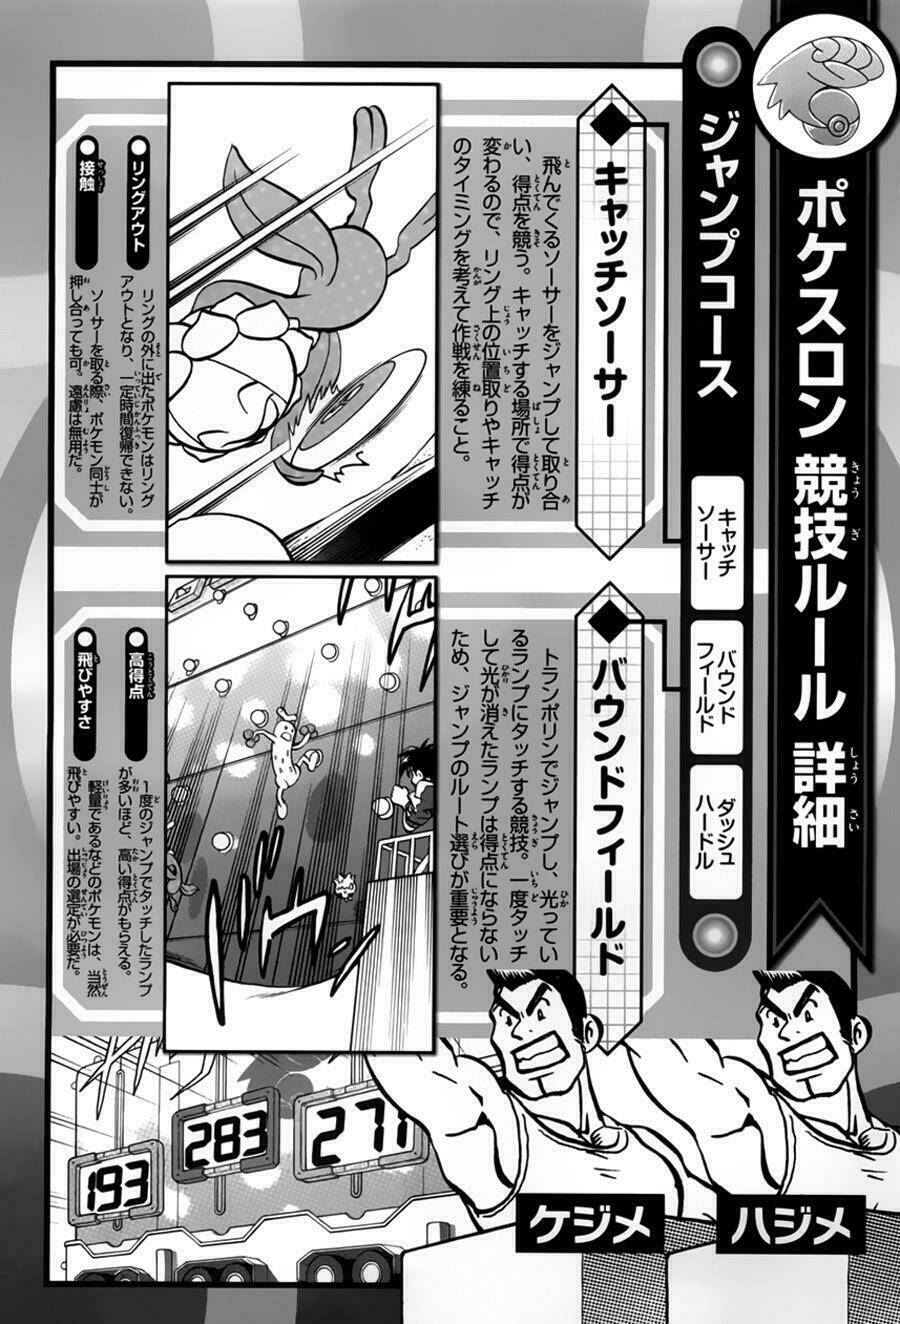 ポケスロン 競技ルール 詳細
ジャンプコース
キャッチ
ソーサー
バウンド
フィールド
ダッシュ
ハードル
キャッチソーサー
飛んでくるソーサーをジャンプして取り合
い、得点を競う。キャッチする場所で得点が
変わるので、リング上の位置取りやキャッチ
のタイミングを考えて作戦を練ること。
リングアウト
リングの外に出たポケモンはリング
アウトとなり、一定時間復帰できない。
接触
ソーサーを取る際、ポケモン同士が
押し合っても可。遠慮は無用だ。
バウンドフィールド
トランポリンでジャンプし、光ってい
るランプにタッチする競技。一度タッチ
して光が消えたランプは得点にならない
ため、ジャンプのルート選びが重要となる。
高得点
1度のジャンプでタッチしたランプ
が多いほど、高い得点がもらえる。
飛びやすさ
軽量であるなどのポケモンは、当然
飛びやすい。出場の選定が必要だ。
ハジメ
ケジメ
271
283
193